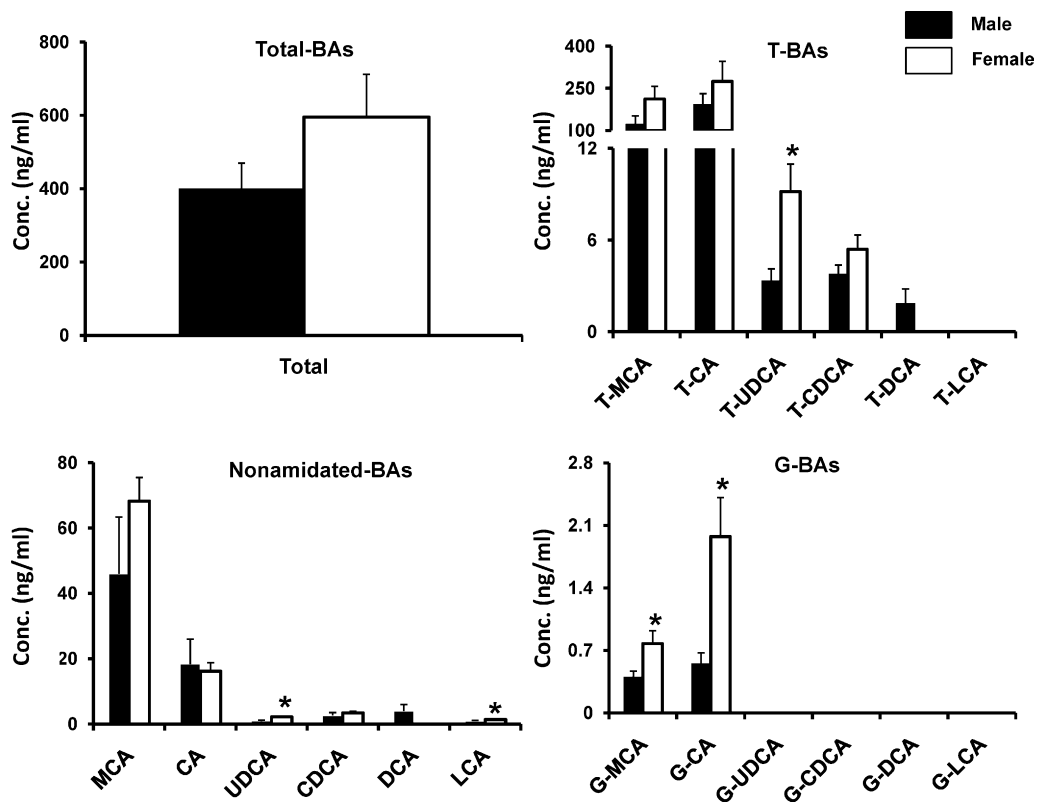 Male
Female
Total-BAs
Conc. (ng/ml)
800
600
400
200
0
Total
T-BAs
Conc. (ng/ml)
400
250
100
12
6
0
*
T-MCA
T-CA
T-UDCA
T-CDCA
T-DCA
T-LCA
Nonamidated-BAs
Conc. (ng/ml)
80
60
40
20
0
*
*
MCA
CA
UDCA
CDCA
DCA
LCA
G-BAs
Conc. (ng/ml)
2.8
2.1
1.4
0.7
0
*
*
G-MCA
G-CA
G-UDCA
G-CDCA
G-DCA
G-LCA